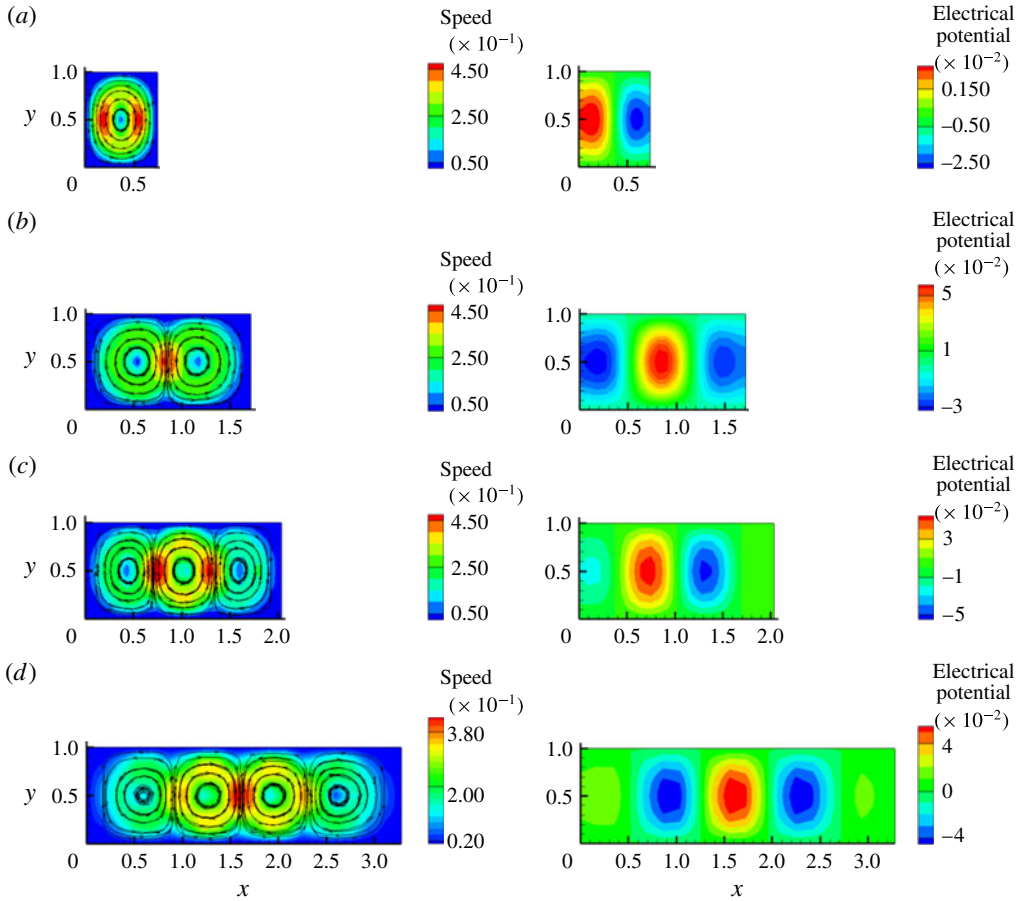 (a)
Speed
(× 10⁻¹)
4.50
2.50
0.50
y
1.0
0.5
0
0.5
Electrical
potential
(× 10⁻²)
0.150
–0.50
–2.50
1.0
0.5
0
0.5
(b)
Speed
(× 10⁻¹)
4.50
2.50
0.50
y
1.0
0.5
0
0.5 1.0 1.5
Electrical
potential
(× 10⁻²)
5
1
–3
1.0
0.5
0
0.5 1.0 1.5
(c)
Speed
(× 10⁻¹)
4.50
2.50
0.50
y
1.0
0.5
0
0.5 1.0 1.5 2.0
Electrical
potential
(× 10⁻²)
3
–1
–5
1.0
0.5
0
0.5 1.0 1.5 2.0
(d)
Speed
(× 10⁻¹)
3.80
2.00
0.20
y
1.0
0.5
0
0.5 1.0 1.5 2.0 2.5 3.0
x
Electrical
potential
(× 10⁻²)
4
0
–4
1.0
0.5
0
0.5 1.0 1.5 2.0 2.5 3.0
x